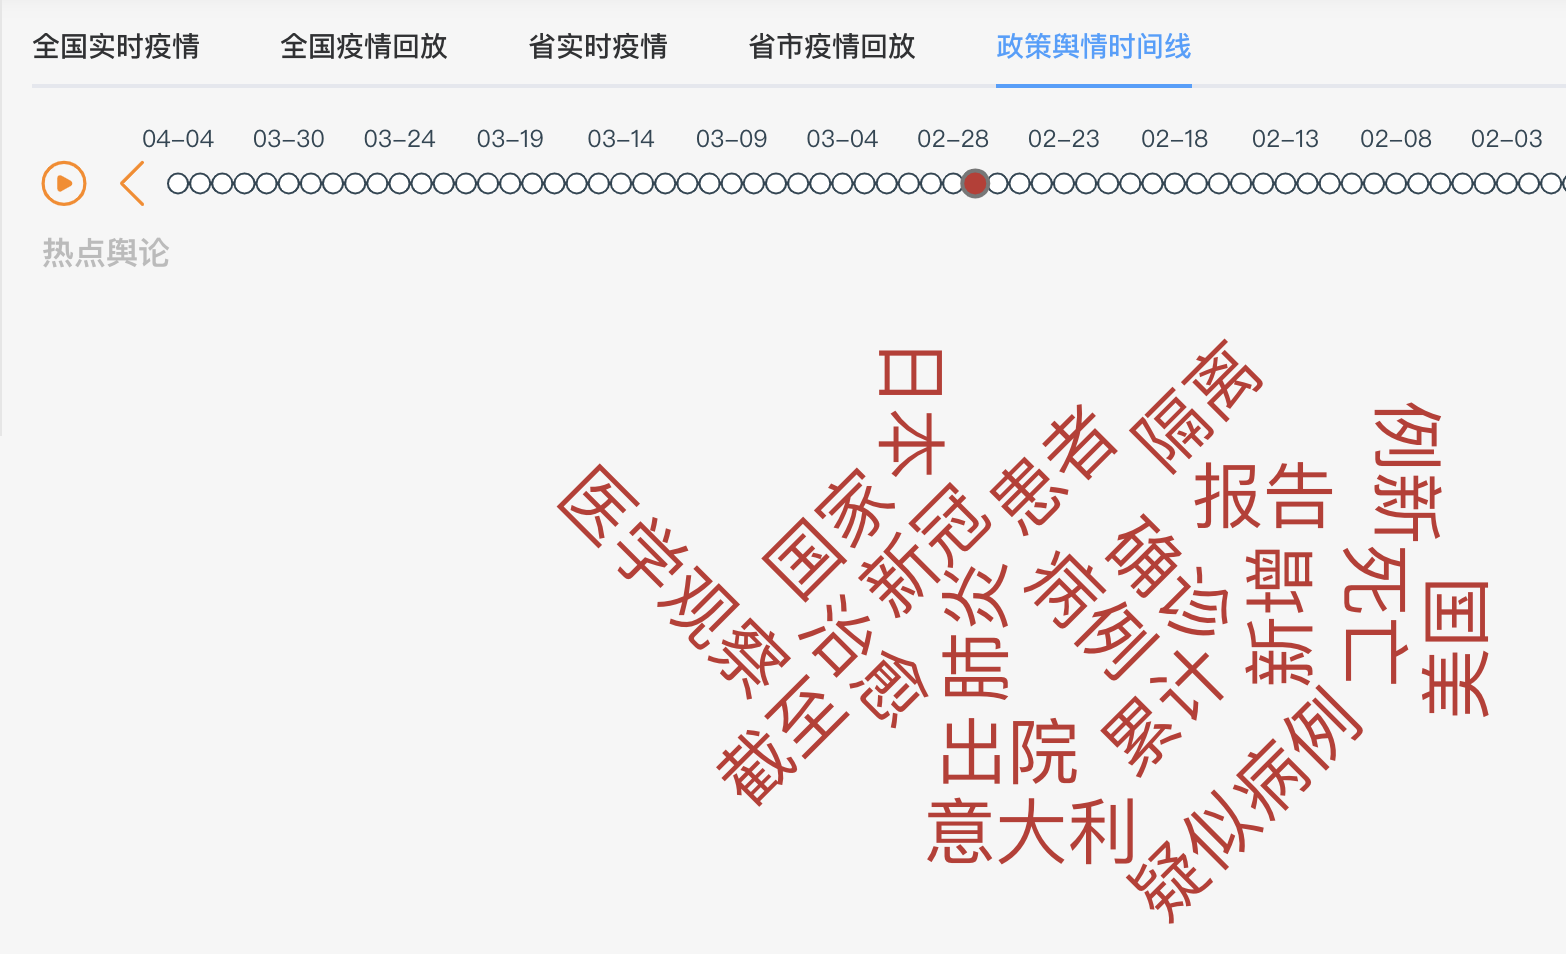 全国实时疫情 全国疫情回放 省实时疫情 省市疫情回放 政策舆情时间线
04–04 03–30 03–24 03–19 03–14 03–09 03–04 02–28 02–23 02–18 02–13 02–08 02–03
热点舆论
日本
隔离
患者
例新
报告
医学观察
国家
新冠
确诊
病例
肺炎
新增
死亡
美国
治愈
截至
累计
出院
疑似病例
意大利